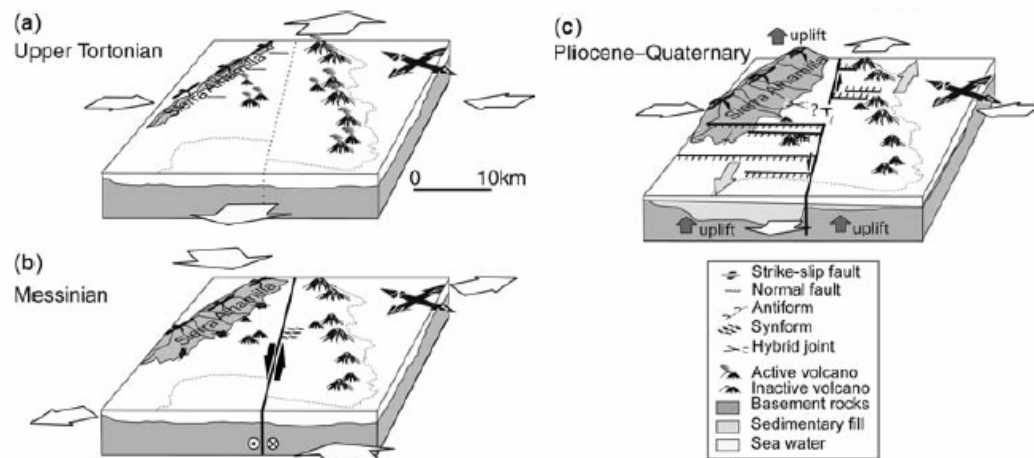 (a)
Upper Tortonian
Sierra Alhamilla
0 10km
(b)
Messinian
Sierra Alhamilla
(c)
Pliocene–Quaternary
uplift
Sierra Alhamilla
?
uplift
uplift
Strike-slip fault
Normal fault
Antiform
Synform
Hybrid joint
Active volcano
Inactive volcano
Basement rocks
Sedimentary fill
Sea water